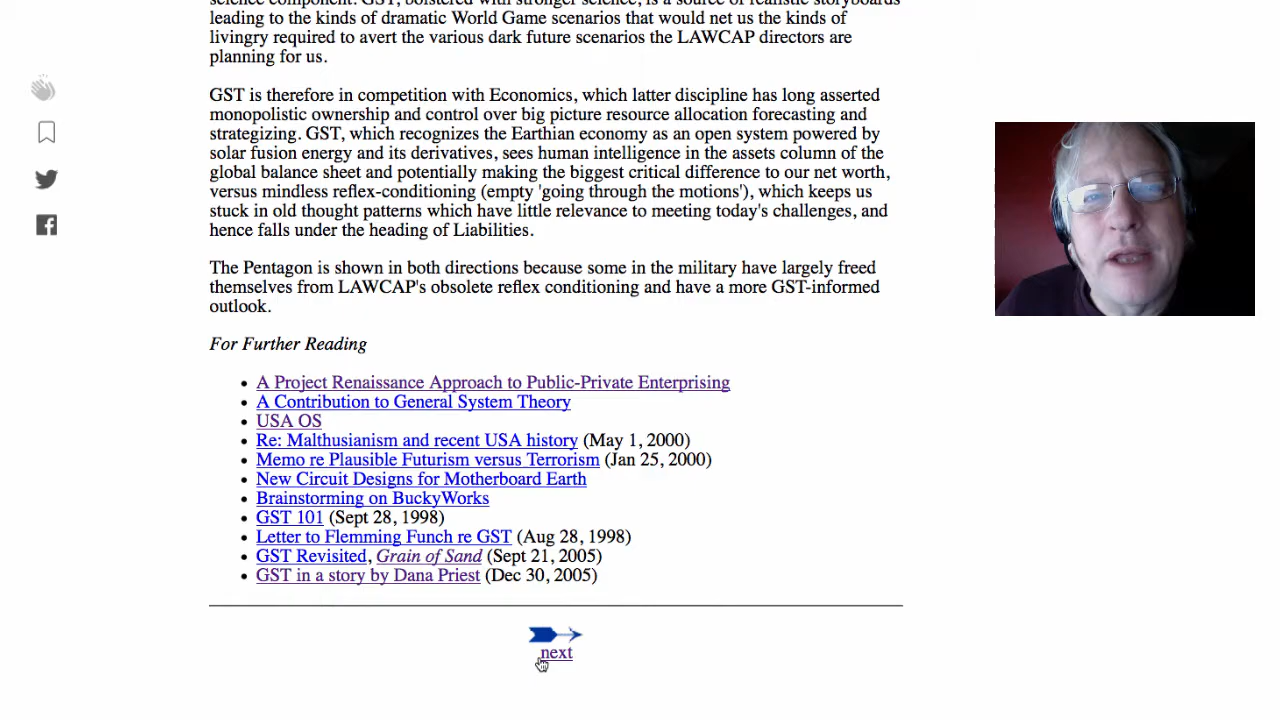 science component. GST, bolstered with stronger science, is a source of realistic storyboards
leading to the kinds of dramatic World Game scenarios that would net us the kinds of
livingry required to avert the various dark future scenarios the LAWCAP directors are
planning for us.
GST is therefore in competition with Economics, which latter discipline has long asserted
monopolistic ownership and control over big picture resource allocation forecasting and
strategizing. GST, which recognizes the Earthian economy as an open system powered by
solar fusion energy and its derivatives, sees human intelligence in the assets column of the
global balance sheet and potentially making the biggest critical difference to our net worth,
versus mindless reflex-conditioning (empty 'going through the motions'), which keeps us
stuck in old thought patterns which have little relevance to meeting today's challenges, and
hence falls under the heading of Liabilities.
The Pentagon is shown in both directions because some in the military have largely freed
themselves from LAWCAP's obsolete reflex conditioning and have a more GST-informed
outlook.
For Further Reading
• A Project Renaissance Approach to Public-Private Enterprising
• A Contribution to General System Theory
• USA OS
• Re: Malthusianism and recent USA history (May 1, 2000)
• Memo re Plausible Futurism versus Terrorism (Jan 25, 2000)
• New Circuit Designs for Motherboard Earth
• Brainstorming on BuckyWorks
• GST 101 (Sept 28, 1998)
• Letter to Flemming Funch re GST (Aug 28, 1998)
• GST Revisited, Grain of Sand (Sept 21, 2005)
• GST in a story by Dana Priest (Dec 30, 2005)
next